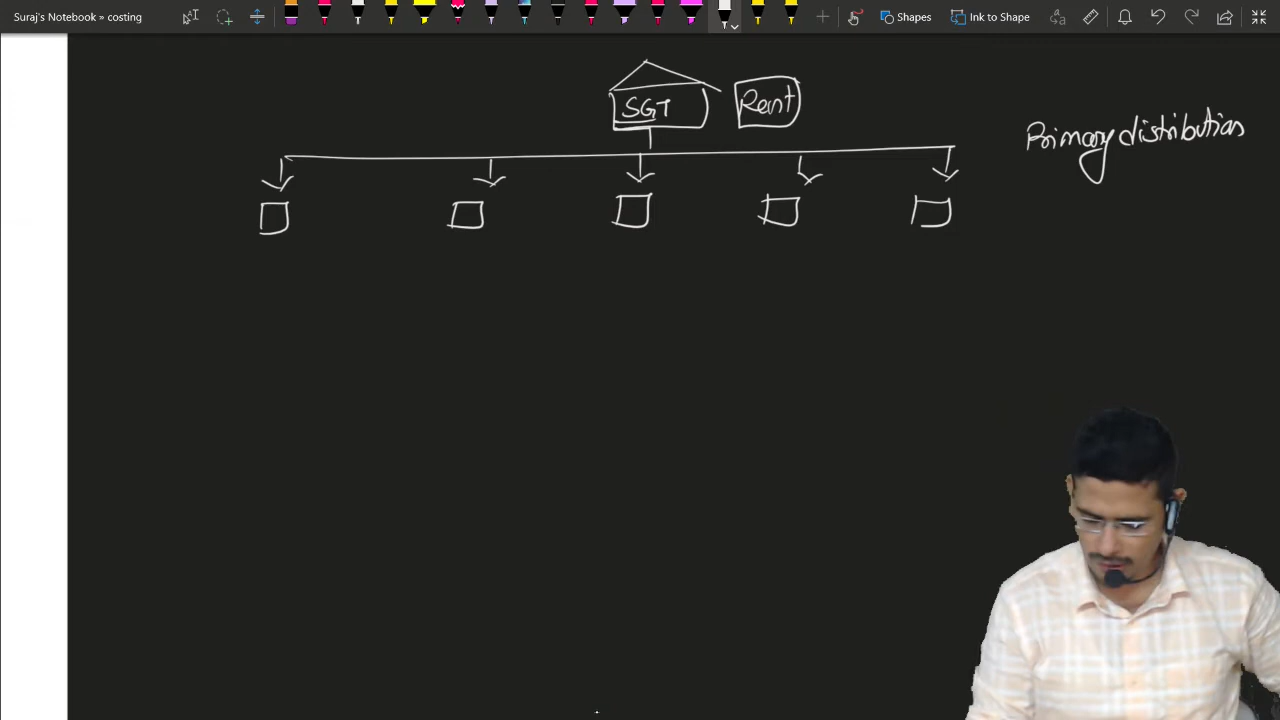 Suraj's Notebook » costing
Shapes
Ink to Shape
SGT
Rent
Primary distribution